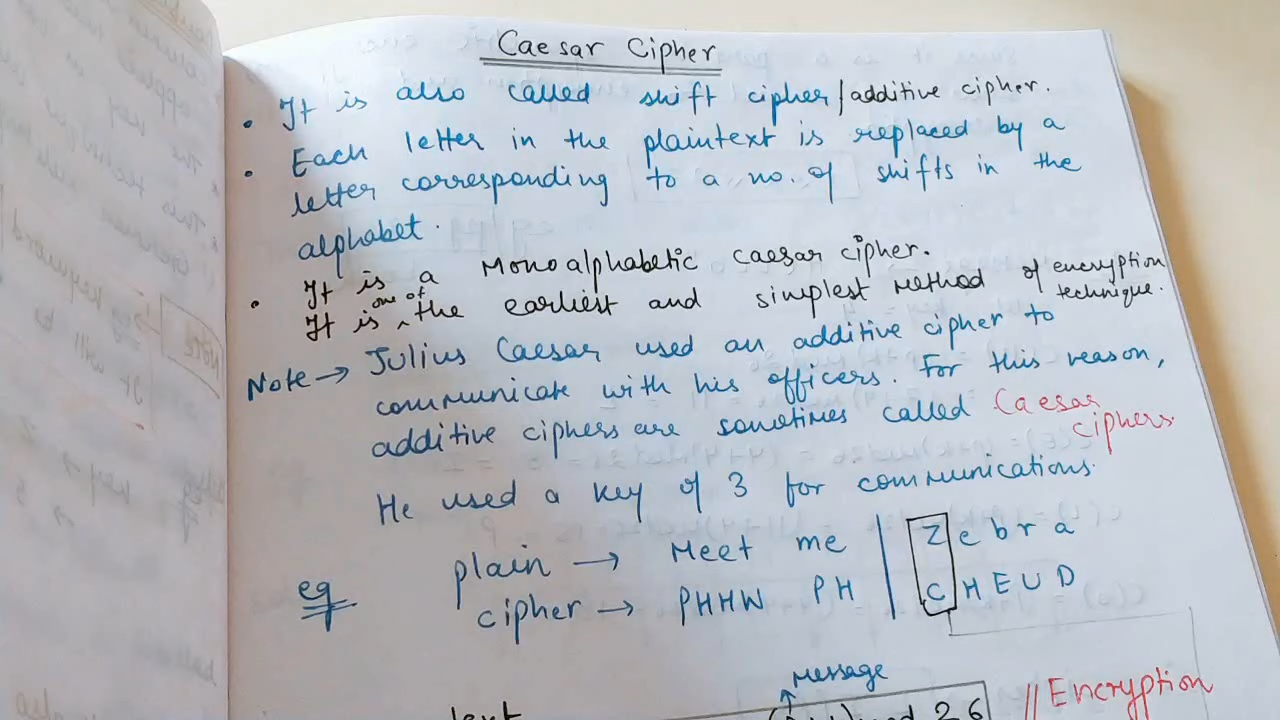 Caesar Cipher
• It is also called shift cipher/additive cipher.
• Each letter in the plaintext is replaced by a
letter corresponding to a no. of shifts in the
alphabet.
• It is a Monoalphabetic caesar cipher.
It is one of the earliest and simplest method of encryption
technique.
Note → Julius Caesar used an additive cipher to
communicate with his officers. For this reason,
additive ciphers are sometimes called Caesar
ciphers
He used a key of 3 for communications.
eg plain → Meet me | Zebra
cipher → PHHW PH | CHEUD
Message
mod 26 // Encryption